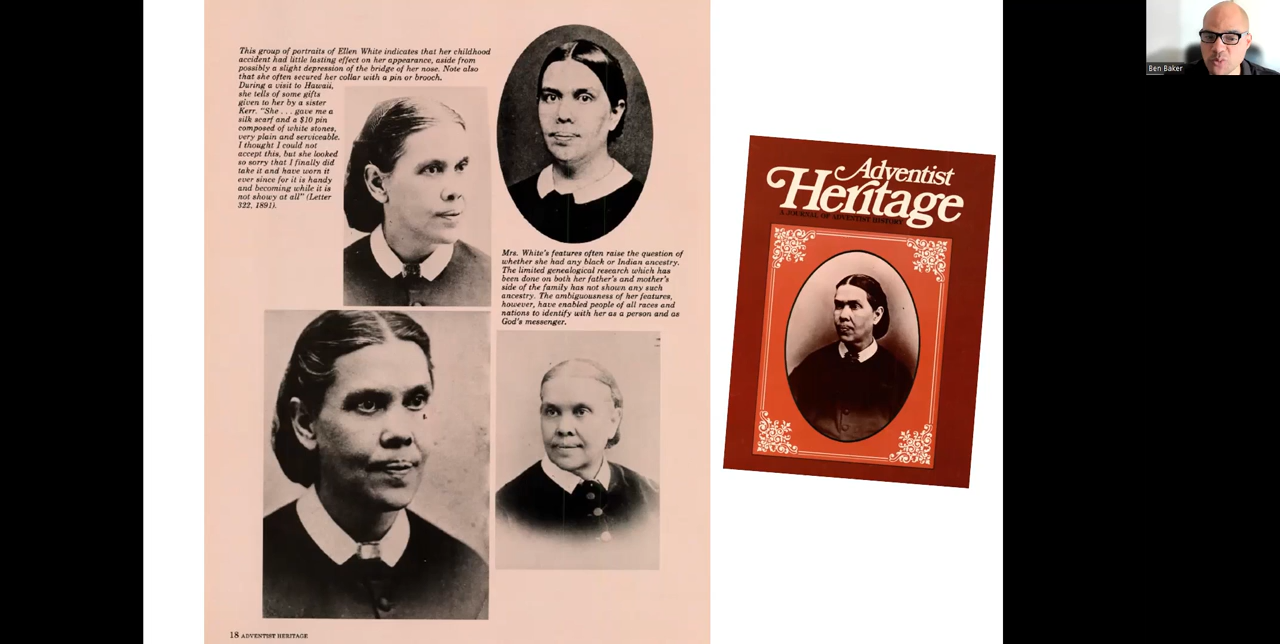 This group of portraits of Ellen White indicates that her childhood
accident had little lasting effect on her appearance, aside from
possibly a slight depression of the bridge of her nose. Note also
that she often secured her collar with a pin or brooch.
During a visit to Hawaii,
she tells of some gifts
given to her by a sister
Kerr. "She . . . gave me a
silk scarf and a $10 pin
composed of white stones,
very plain and serviceable.
I thought I could not
accept this, but she looked
so sorry that I finally did
take it and have worn it
ever since for it is handy
and becoming while it is
not showy at all" (Letter
322, 1891).
Mrs. White's features often raise the question of
whether she had any black or Indian ancestry.
The limited genealogical research which has
been done on both her father's and mother's
side of the family has not shown any such
ancestry. The ambiguousness of her features,
however, have enabled people of all races and
nations to identify with her as a person and as
God's messenger.
18 ADVENTIST HERITAGE
Adventist
Heritage
A JOURNAL OF ADVENTIST HISTORY
Ben Baker